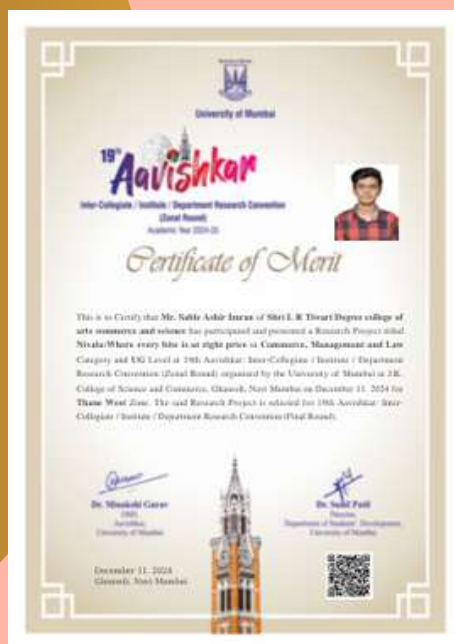 University of Mumbai
19th Aavishkar
Inter-Collegiate / Institute / Department Research Convention
(Zonal Round)
Academic Year 2024-25
Certificate of Merit
This is to Certify that Mr. Sable Ashir Imran of Shri L R Tiwari Degree college of
arts commerce and science has participated and presented a Research Project titled
Nivala:Where every bite is at right price in Commerce, Management and Law
Category and UG Level at 19th Aavishkar: Inter-Collegiate / Institute / Department
Research Convention (Zonal Round) organized by the University of Mumbai at J.K.
College of Science and Commerce, Ghansoli, Navi Mumbai on December 11, 2024 for
Thane West Zone. The said Research Project is selected for 19th Aavishkar: Inter-
Collegiate / Institute / Department Research Convention (Final Round).
Dr. Minakshi Gurav
Aavishkar,
University of Mumbai
Dr. Sunil Patil
Director,
Department of Students' Development,
University of Mumbai
December 11, 2024
Ghansoli, Navi Mumbai